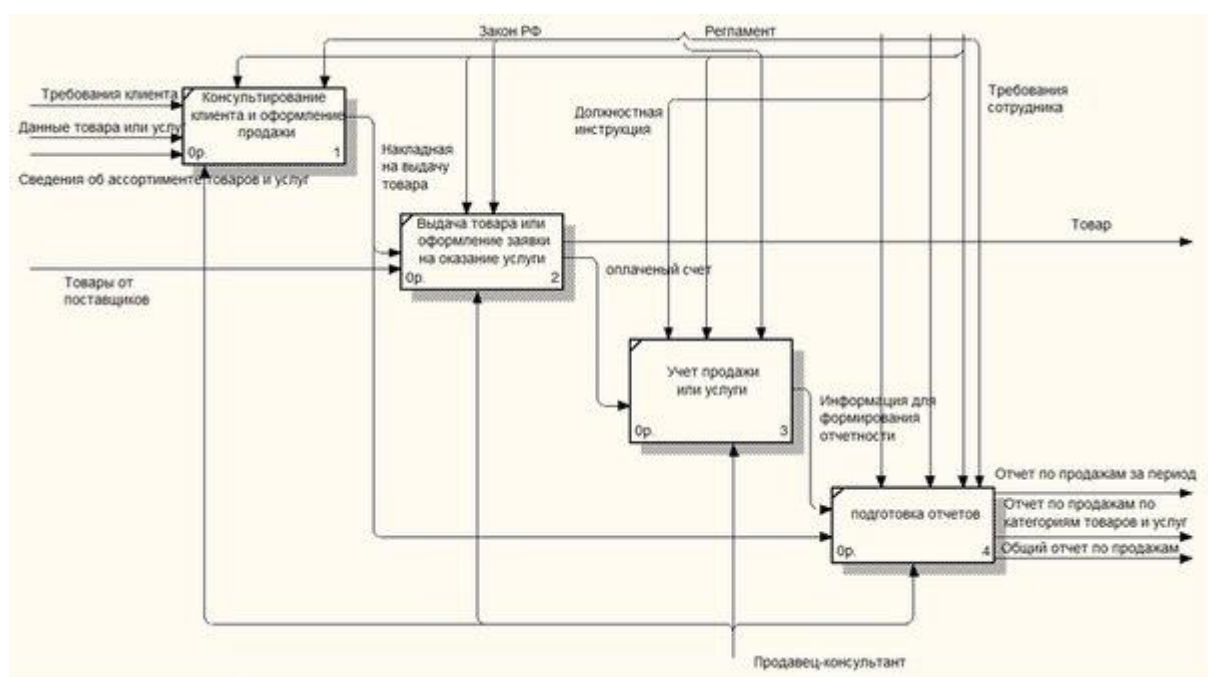 Закон РФ
Регламент
Требования клиента
Консультирование
клиента и оформление
продажи
0р.
1
Данные товара или услу
Сведения об ассортименте товаров и услуг
Должностная
инструкция
Требования
сотрудника
Накладная
на выдачу
товара
Выдача товара или
оформление заявки
на оказание услуги
0р.
2
Товар
Товары от
поставщиков
оплаченый счет
Учет продажи
или услуги
0р.
3
Информация для
формирования
отчетности
подготовка отчетов
0р.
4
Отчет по продажам за период
Отчет по продажам по
категориям товаров и услуг
Общий отчет по продажам
Продавец-консультант